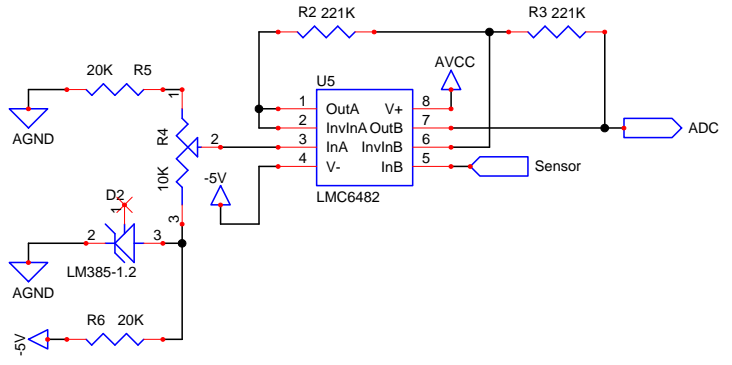 R2 221K
R3 221K
AVCC
20K R5
U5
1
1 OutA V+ 8
2 InvInA OutB 7
3 InA InvInB 6
4 V- InB 5
LMC6482
AGND
R4
10K
2
3
ADC
Sensor
-5V
D2
1
2
3
LM385-1.2
AGND
R6 20K
-5V